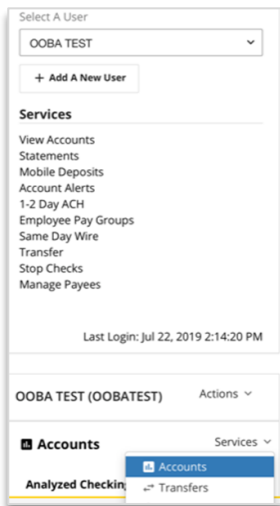 Select A User
OOBA TEST
+ Add A New User
Services
View Accounts
Statements
Mobile Deposits
Account Alerts
1-2 Day ACH
Employee Pay Groups
Same Day Wire
Transfer
Stop Checks
Manage Payees
Last Login: Jul 22, 2019 2:14:20 PM
OOBA TEST (OOBATEST) Actions
Accounts Services
Accounts
Analyzed Checkin
Transfers